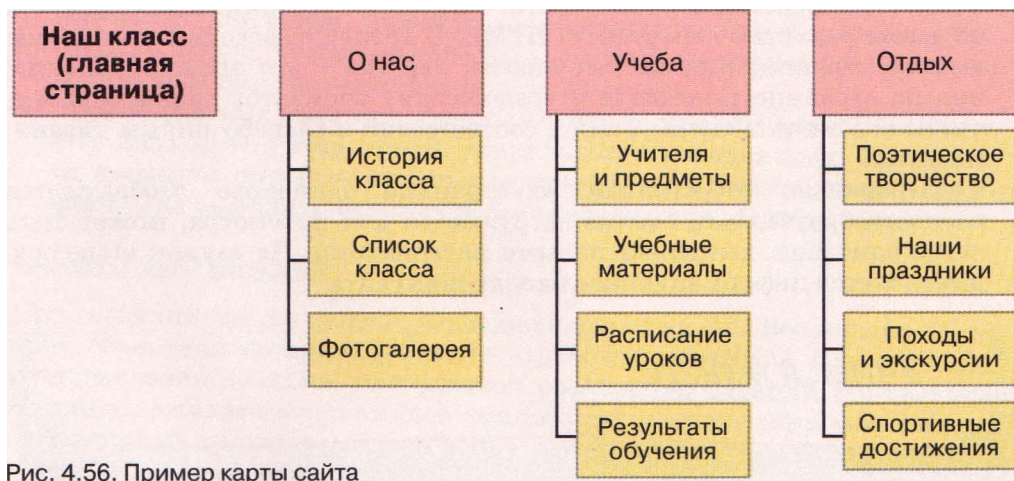 Наш класс
(главная
страница)
О нас
Учеба
Отдых
История
класса
Список
класса
Фотогалерея
Учителя
и предметы
Учебные
материалы
Расписание
уроков
Результаты
обучения
Поэтическое
творчество
Наши
праздники
Походы
и экскурсии
Спортивные
достижения
Рис. 4.56. Пример карты сайта